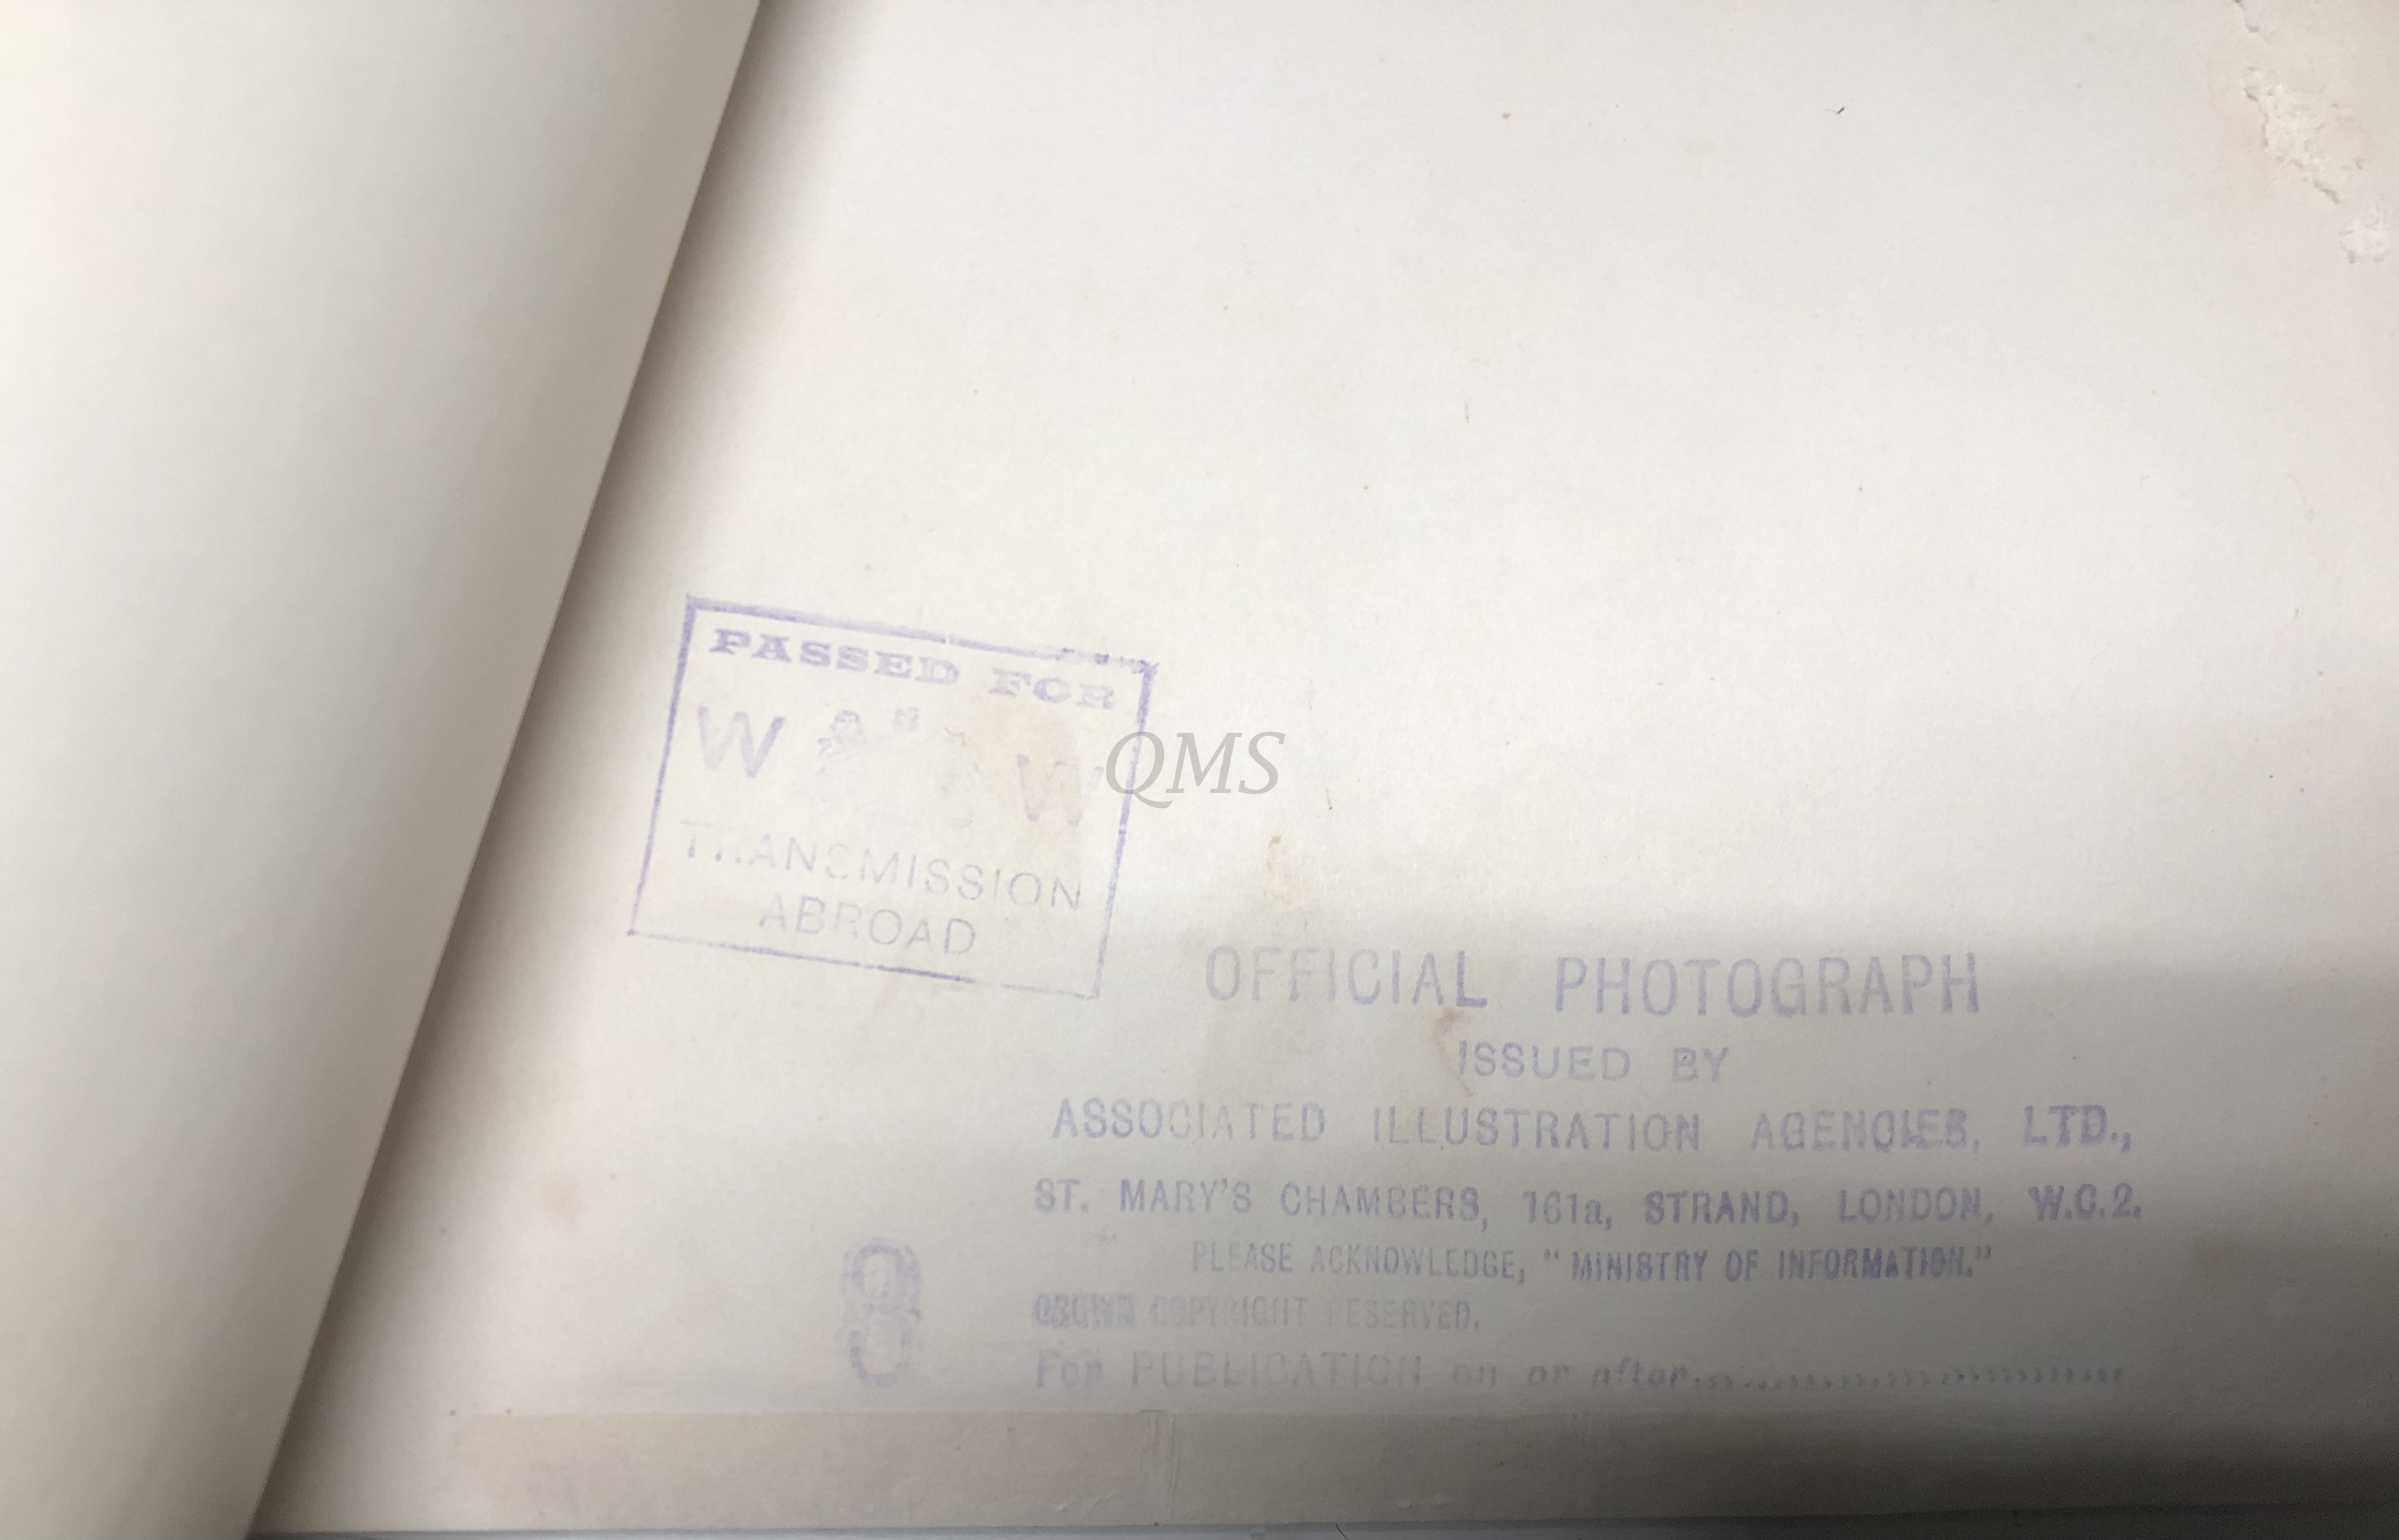 PASSED FOR
W W
TRANSMISSION
ABROAD
QMS
OFFICIAL PHOTOGRAPH
ISSUED BY
ASSOCIATED ILLUSTRATION AGENCIES, LTD.,
ST. MARY'S CHAMBERS, 161a, STRAND, LONDON, W.C.2.
PLEASE ACKNOWLEDGE, "MINISTRY OF INFORMATION."
CROWN COPYRIGHT RESERVED.
8
For PUBLICATION on or after................................